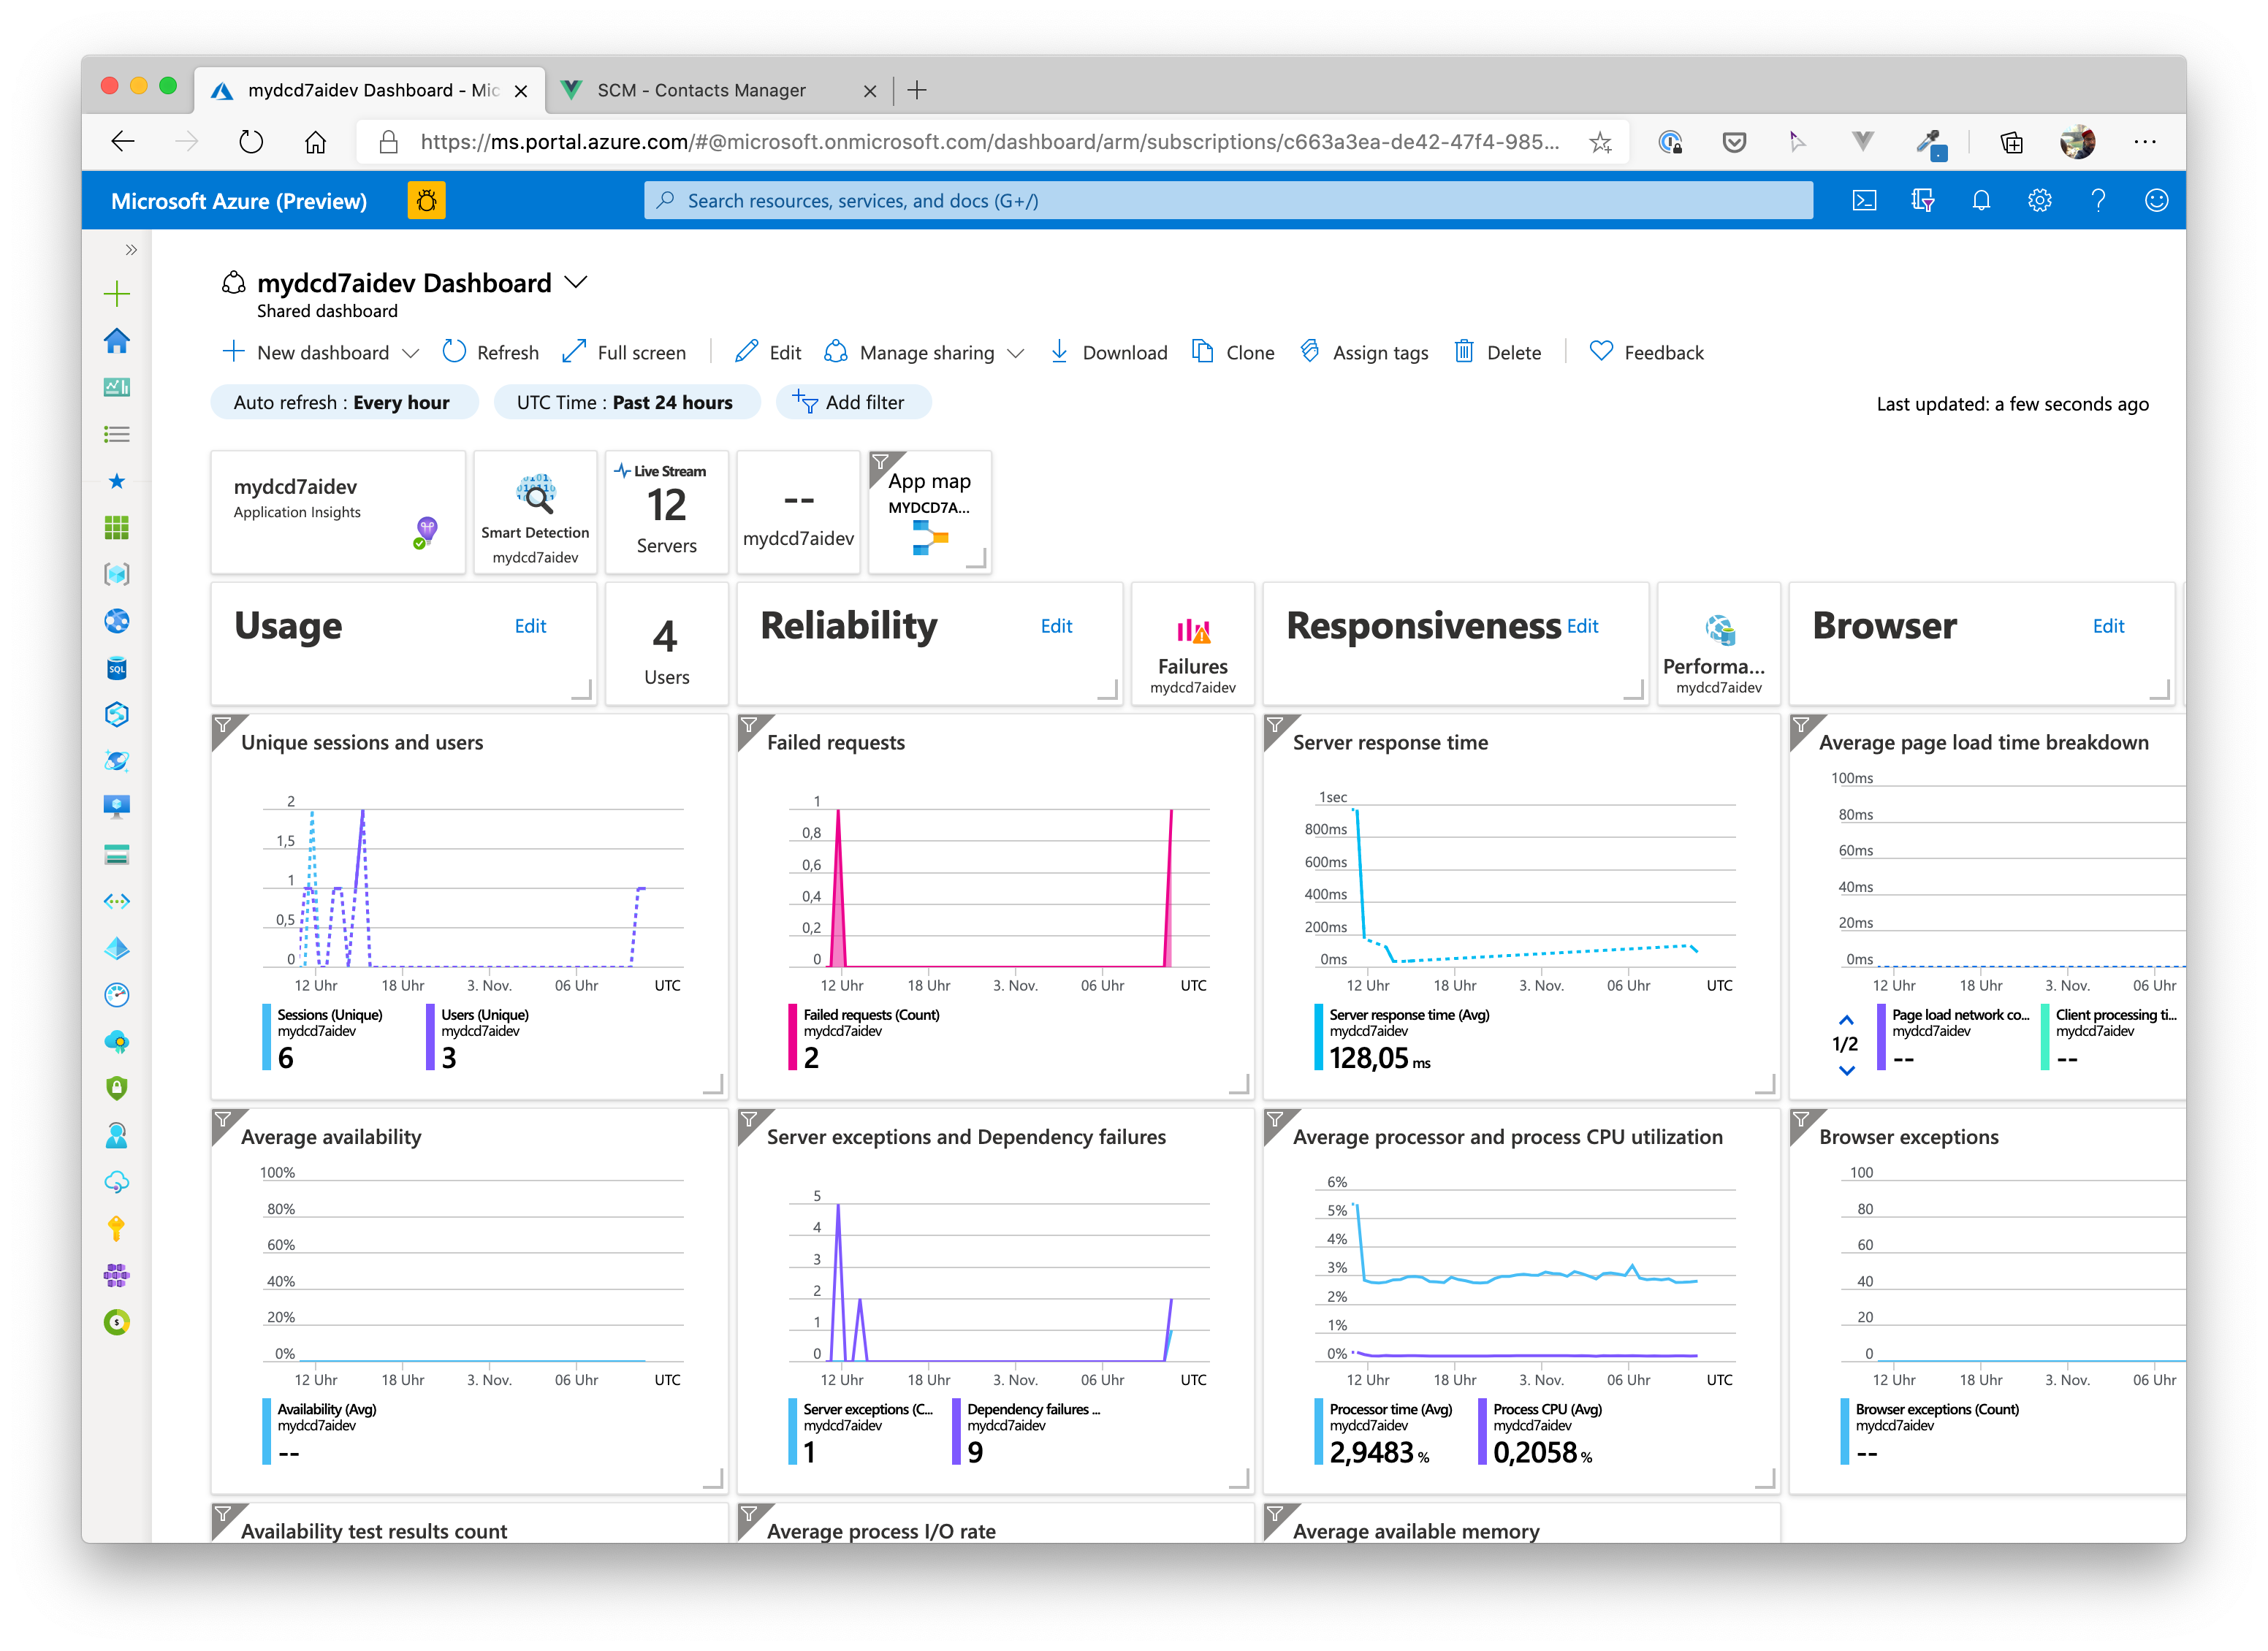 mydcd7aidev Dashboard - Mic
SCM - Contacts Manager
https://ms.portal.azure.com/#@microsoft.onmicrosoft.com/dashboard/arm/subscriptions/c663a3ea-de42-47f4-985...
Microsoft Azure (Preview)
Search resources, services, and docs (G+/)
mydcd7aidev Dashboard
Shared dashboard
New dashboard Refresh Full screen Edit Manage sharing Download Clone Assign tags Delete Feedback
Auto refresh : Every hour
UTC Time : Past 24 hours
Add filter
Last updated: a few seconds ago
mydcd7aidev
Application Insights
Smart Detection
mydcd7aidev
Live Stream
12
Servers
--
mydcd7aidev
App map
MYDCD7A...
Usage
Edit
4
Users
Reliability
Edit
Failures
mydcd7aidev
Responsiveness
Edit
Performa...
mydcd7aidev
Browser
Edit
Unique sessions and users
2
1,5
1
0,5
0
12 Uhr 18 Uhr 3. Nov. 06 Uhr UTC
Sessions (Unique)
mydcd7aidev
6
Users (Unique)
mydcd7aidev
3
Failed requests
1
0,8
0,6
0,4
0,2
0
12 Uhr 18 Uhr 3. Nov. 06 Uhr UTC
Failed requests (Count)
mydcd7aidev
2
Server response time
1sec
800ms
600ms
400ms
200ms
0ms
12 Uhr 18 Uhr 3. Nov. 06 Uhr UTC
Server response time (Avg)
mydcd7aidev
128,05 ms
Average page load time breakdown
100ms
80ms
60ms
40ms
20ms
0ms
12 Uhr 18 Uhr 3. Nov. 06 Uhr
1/2
Page load network co...
mydcd7aidev
--
Client processing ti...
mydcd7aidev
--
Average availability
100%
80%
60%
40%
20%
0%
12 Uhr 18 Uhr 3. Nov. 06 Uhr UTC
Availability (Avg)
mydcd7aidev
--
Server exceptions and Dependency failures
5
4
3
2
1
0
12 Uhr 18 Uhr 3. Nov. 06 Uhr UTC
Server exceptions (C...
mydcd7aidev
1
Dependency failures ...
mydcd7aidev
9
Average processor and process CPU utilization
6%
5%
4%
3%
2%
1%
0%
12 Uhr 18 Uhr 3. Nov. 06 Uhr UTC
Processor time (Avg)
mydcd7aidev
2,9483 %
Process CPU (Avg)
mydcd7aidev
0,2058 %
Browser exceptions
100
80
60
40
20
0
12 Uhr 18 Uhr 3. Nov. 06 Uhr
Browser exceptions (Count)
mydcd7aidev
--
Availability test results count
Average process I/O rate
Average available memory